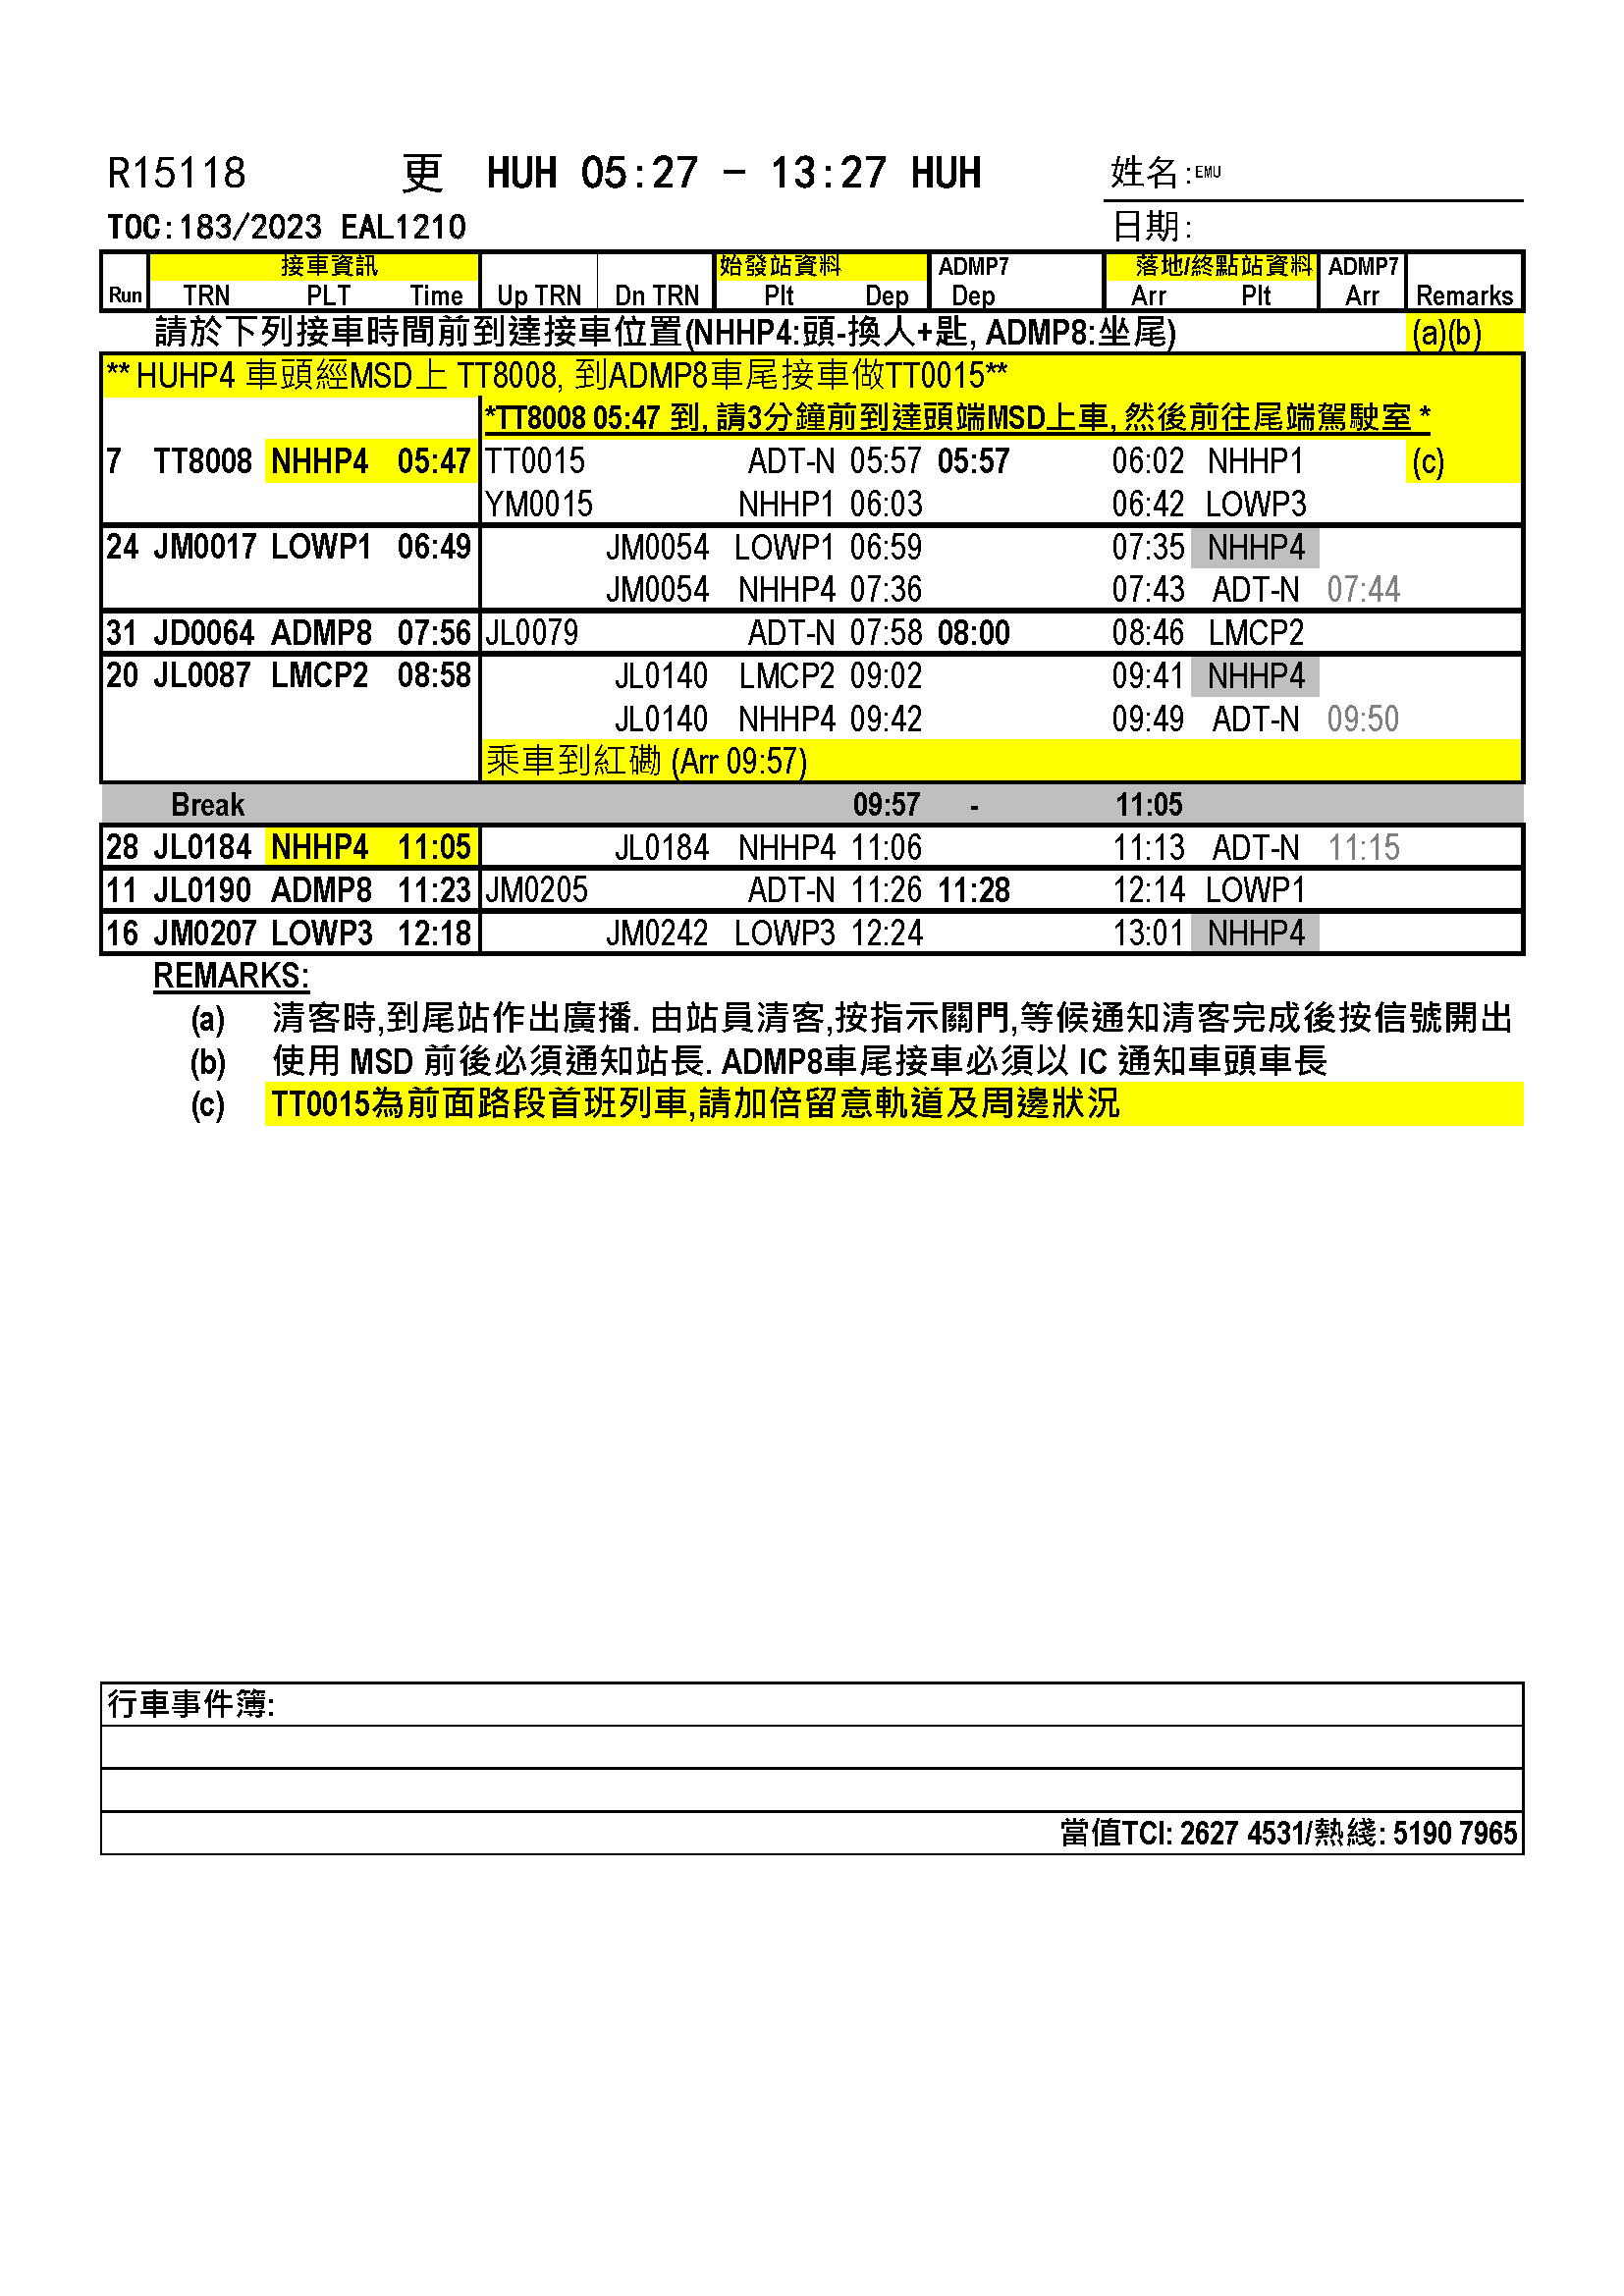 R15118 更 HUH 05:27 - 13:27 HUH 姓名:EMU
TOC:183/2023 EAL1210 日期:
接車資訊 始發站資料 ADMP7 落地/終點站資料 ADMP7
Run TRN PLT Time Up TRN Dn TRN Plt Dep Dep Arr Plt Arr Remarks
請於下列接車時間前到達接車位置(NHHP4:頭-換人+匙, ADMP8:坐尾) (a)(b)
** HUHP4 車頭經MSD上 TT8008, 到ADMP8車尾接車做TT0015**
*TT8008 05:47 到, 請3分鐘前到達頭端MSD上車, 然後前往尾端駕駛室 *
7 TT8008 NHHP4 05:47 TT0015 ADT-N 05:57 05:57 06:02 NHHP1 (c)
YM0015 NHHP1 06:03 06:42 LOWP3
24 JM0017 LOWP1 06:49 JM0054 LOWP1 06:59 07:35 NHHP4
JM0054 NHHP4 07:36 07:43 ADT-N 07:44
31 JD0064 ADMP8 07:56 JL0079 ADT-N 07:58 08:00 08:46 LMCP2
20 JL0087 LMCP2 08:58 JL0140 LMCP2 09:02 09:41 NHHP4
JL0140 NHHP4 09:42 09:49 ADT-N 09:50
乘車到紅磡 (Arr 09:57)
Break 09:57 - 11:05
28 JL0184 NHHP4 11:05 JL0184 NHHP4 11:06 11:13 ADT-N 11:15
11 JL0190 ADMP8 11:23 JM0205 ADT-N 11:26 11:28 12:14 LOWP1
16 JM0207 LOWP3 12:18 JM0242 LOWP3 12:24 13:01 NHHP4
REMARKS:
(a) 清客時,到尾站作出廣播. 由站員清客,按指示關門,等候通知清客完成後按信號開出
(b) 使用 MSD 前後必須通知站長. ADMP8車尾接車必須以 IC 通知車頭車長
(c) TT0015為前面路段首班列車,請加倍留意軌道及周邊狀況
行車事件簿:
當值TCI: 2627 4531/熱綫: 5190 7965